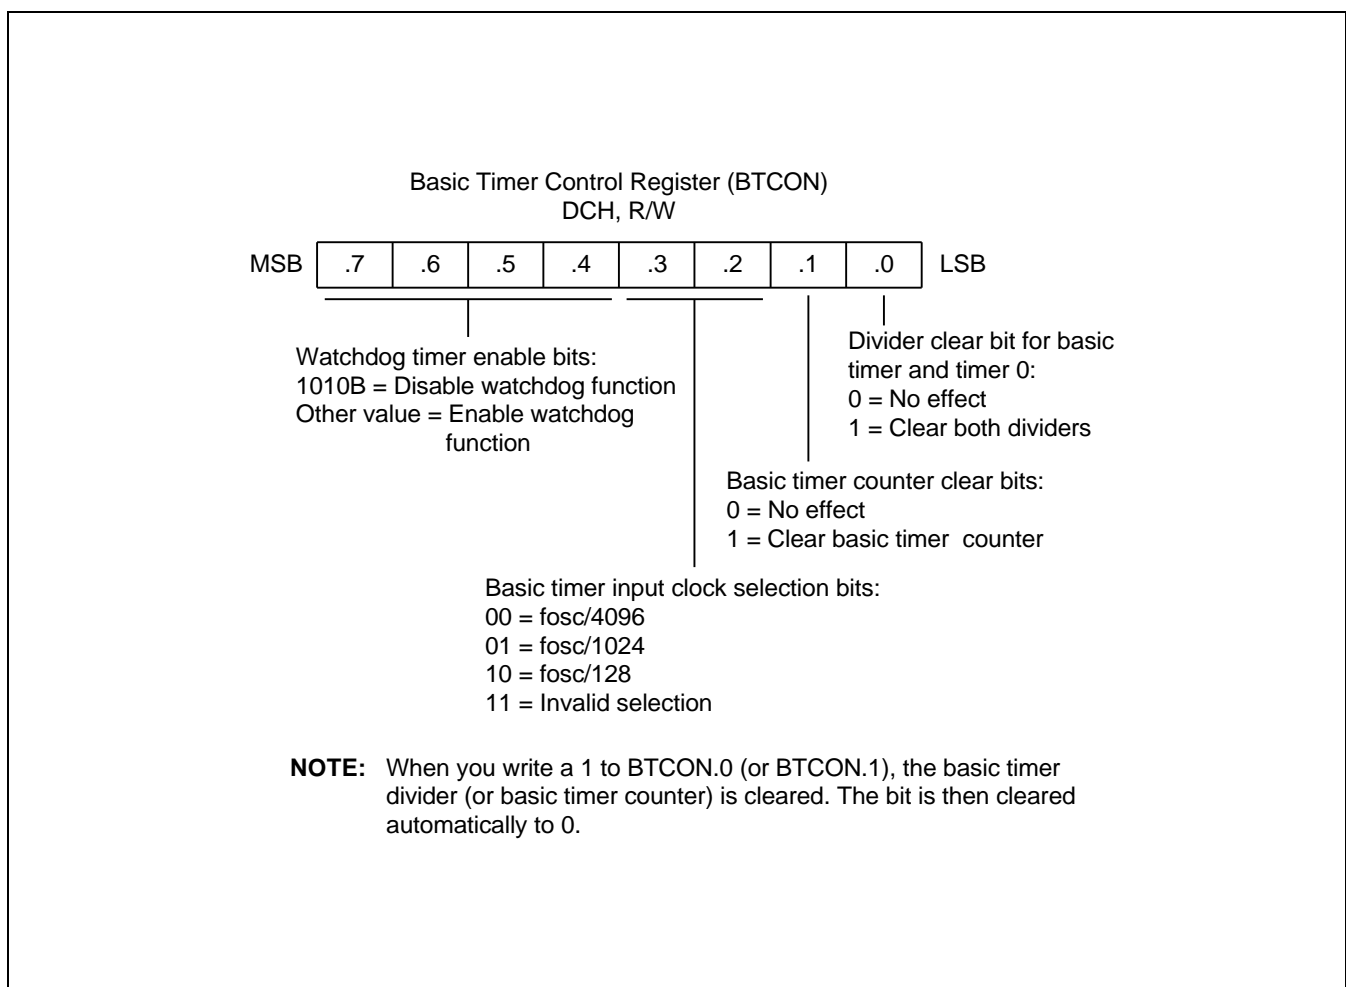 Basic Timer Control Register (BTCON)
DCH, R/W
MSB .7 .6 .5 .4 .3 .2 .1 .0 LSB
Watchdog timer enable bits:
1010B = Disable watchdog function
Other value = Enable watchdog
function
Divider clear bit for basic
timer and timer 0:
0 = No effect
1 = Clear both dividers
Basic timer counter clear bits:
0 = No effect
1 = Clear basic timer counter
Basic timer input clock selection bits:
00 = fosc/4096
01 = fosc/1024
10 = fosc/128
11 = Invalid selection
NOTE: When you write a 1 to BTCON.0 (or BTCON.1), the basic timer
divider (or basic timer counter) is cleared. The bit is then cleared
automatically to 0.